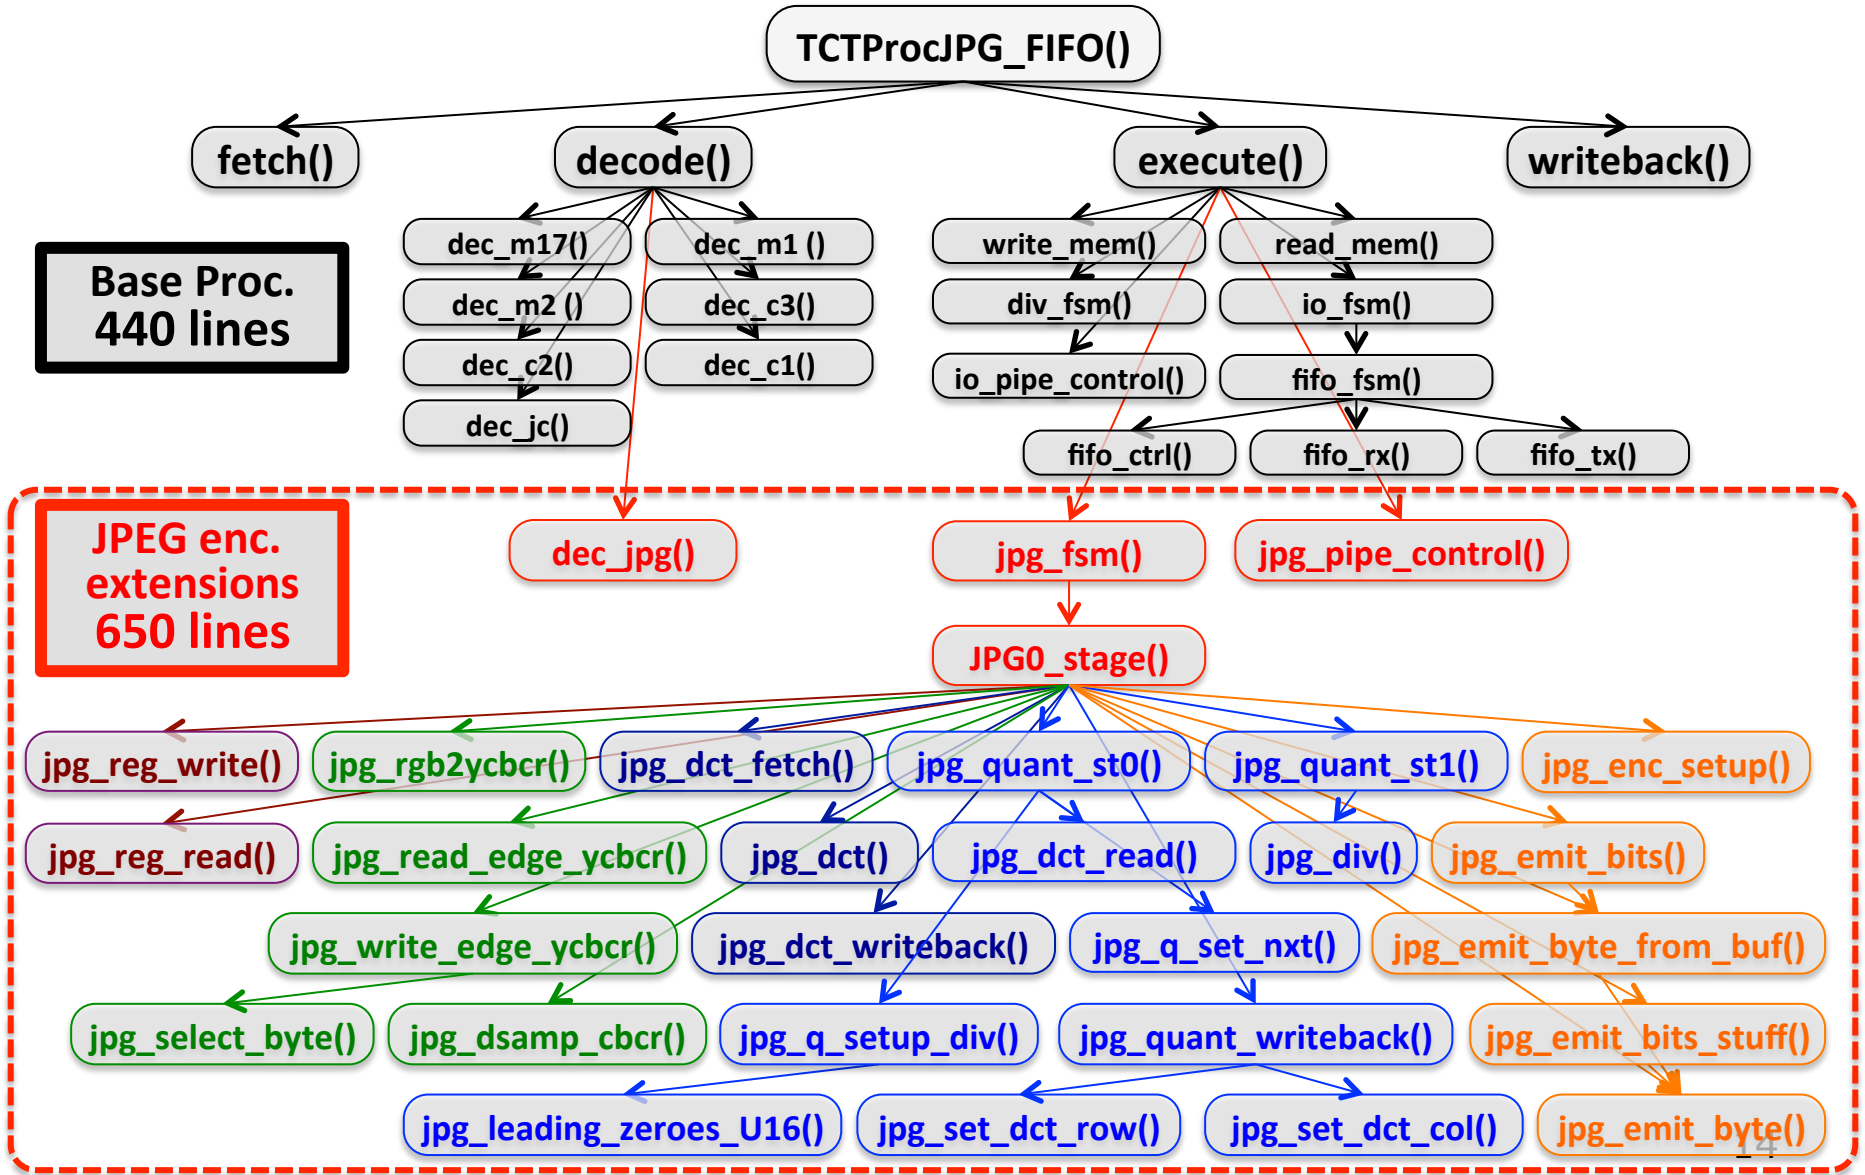 TCTProcJPG_FIFO()
fetch()
decode()
execute()
writeback()
dec_m17()
dec_m1 ()
write_mem()
read_mem()
Base Proc.
440 lines
dec_m2 ()
dec_c3()
div_fsm()
io_fsm()
dec_c2()
dec_c1()
io_pipe_control()
fifo_fsm()
dec_jc()
fifo_ctrl()
fifo_rx()
fifo_tx()
JPEG enc.
extensions
650 lines
dec_jpg()
jpg_fsm()
jpg_pipe_control()
JPG0_stage()
jpg_reg_write()
jpg_rgb2ycbcr()
jpg_dct_fetch()
jpg_quant_st0()
jpg_quant_st1()
jpg_enc_setup()
jpg_reg_read()
jpg_read_edge_ycbcr()
jpg_dct()
jpg_dct_read()
jpg_div()
jpg_emit_bits()
jpg_write_edge_ycbcr()
jpg_dct_writeback()
jpg_q_set_nxt()
jpg_emit_byte_from_buf()
jpg_select_byte()
jpg_dsamp_cbcr()
jpg_q_setup_div()
jpg_quant_writeback()
jpg_emit_bits_stuff()
jpg_leading_zeroes_U16()
jpg_set_dct_row()
jpg_set_dct_col()
jpg_emit_byte()
14